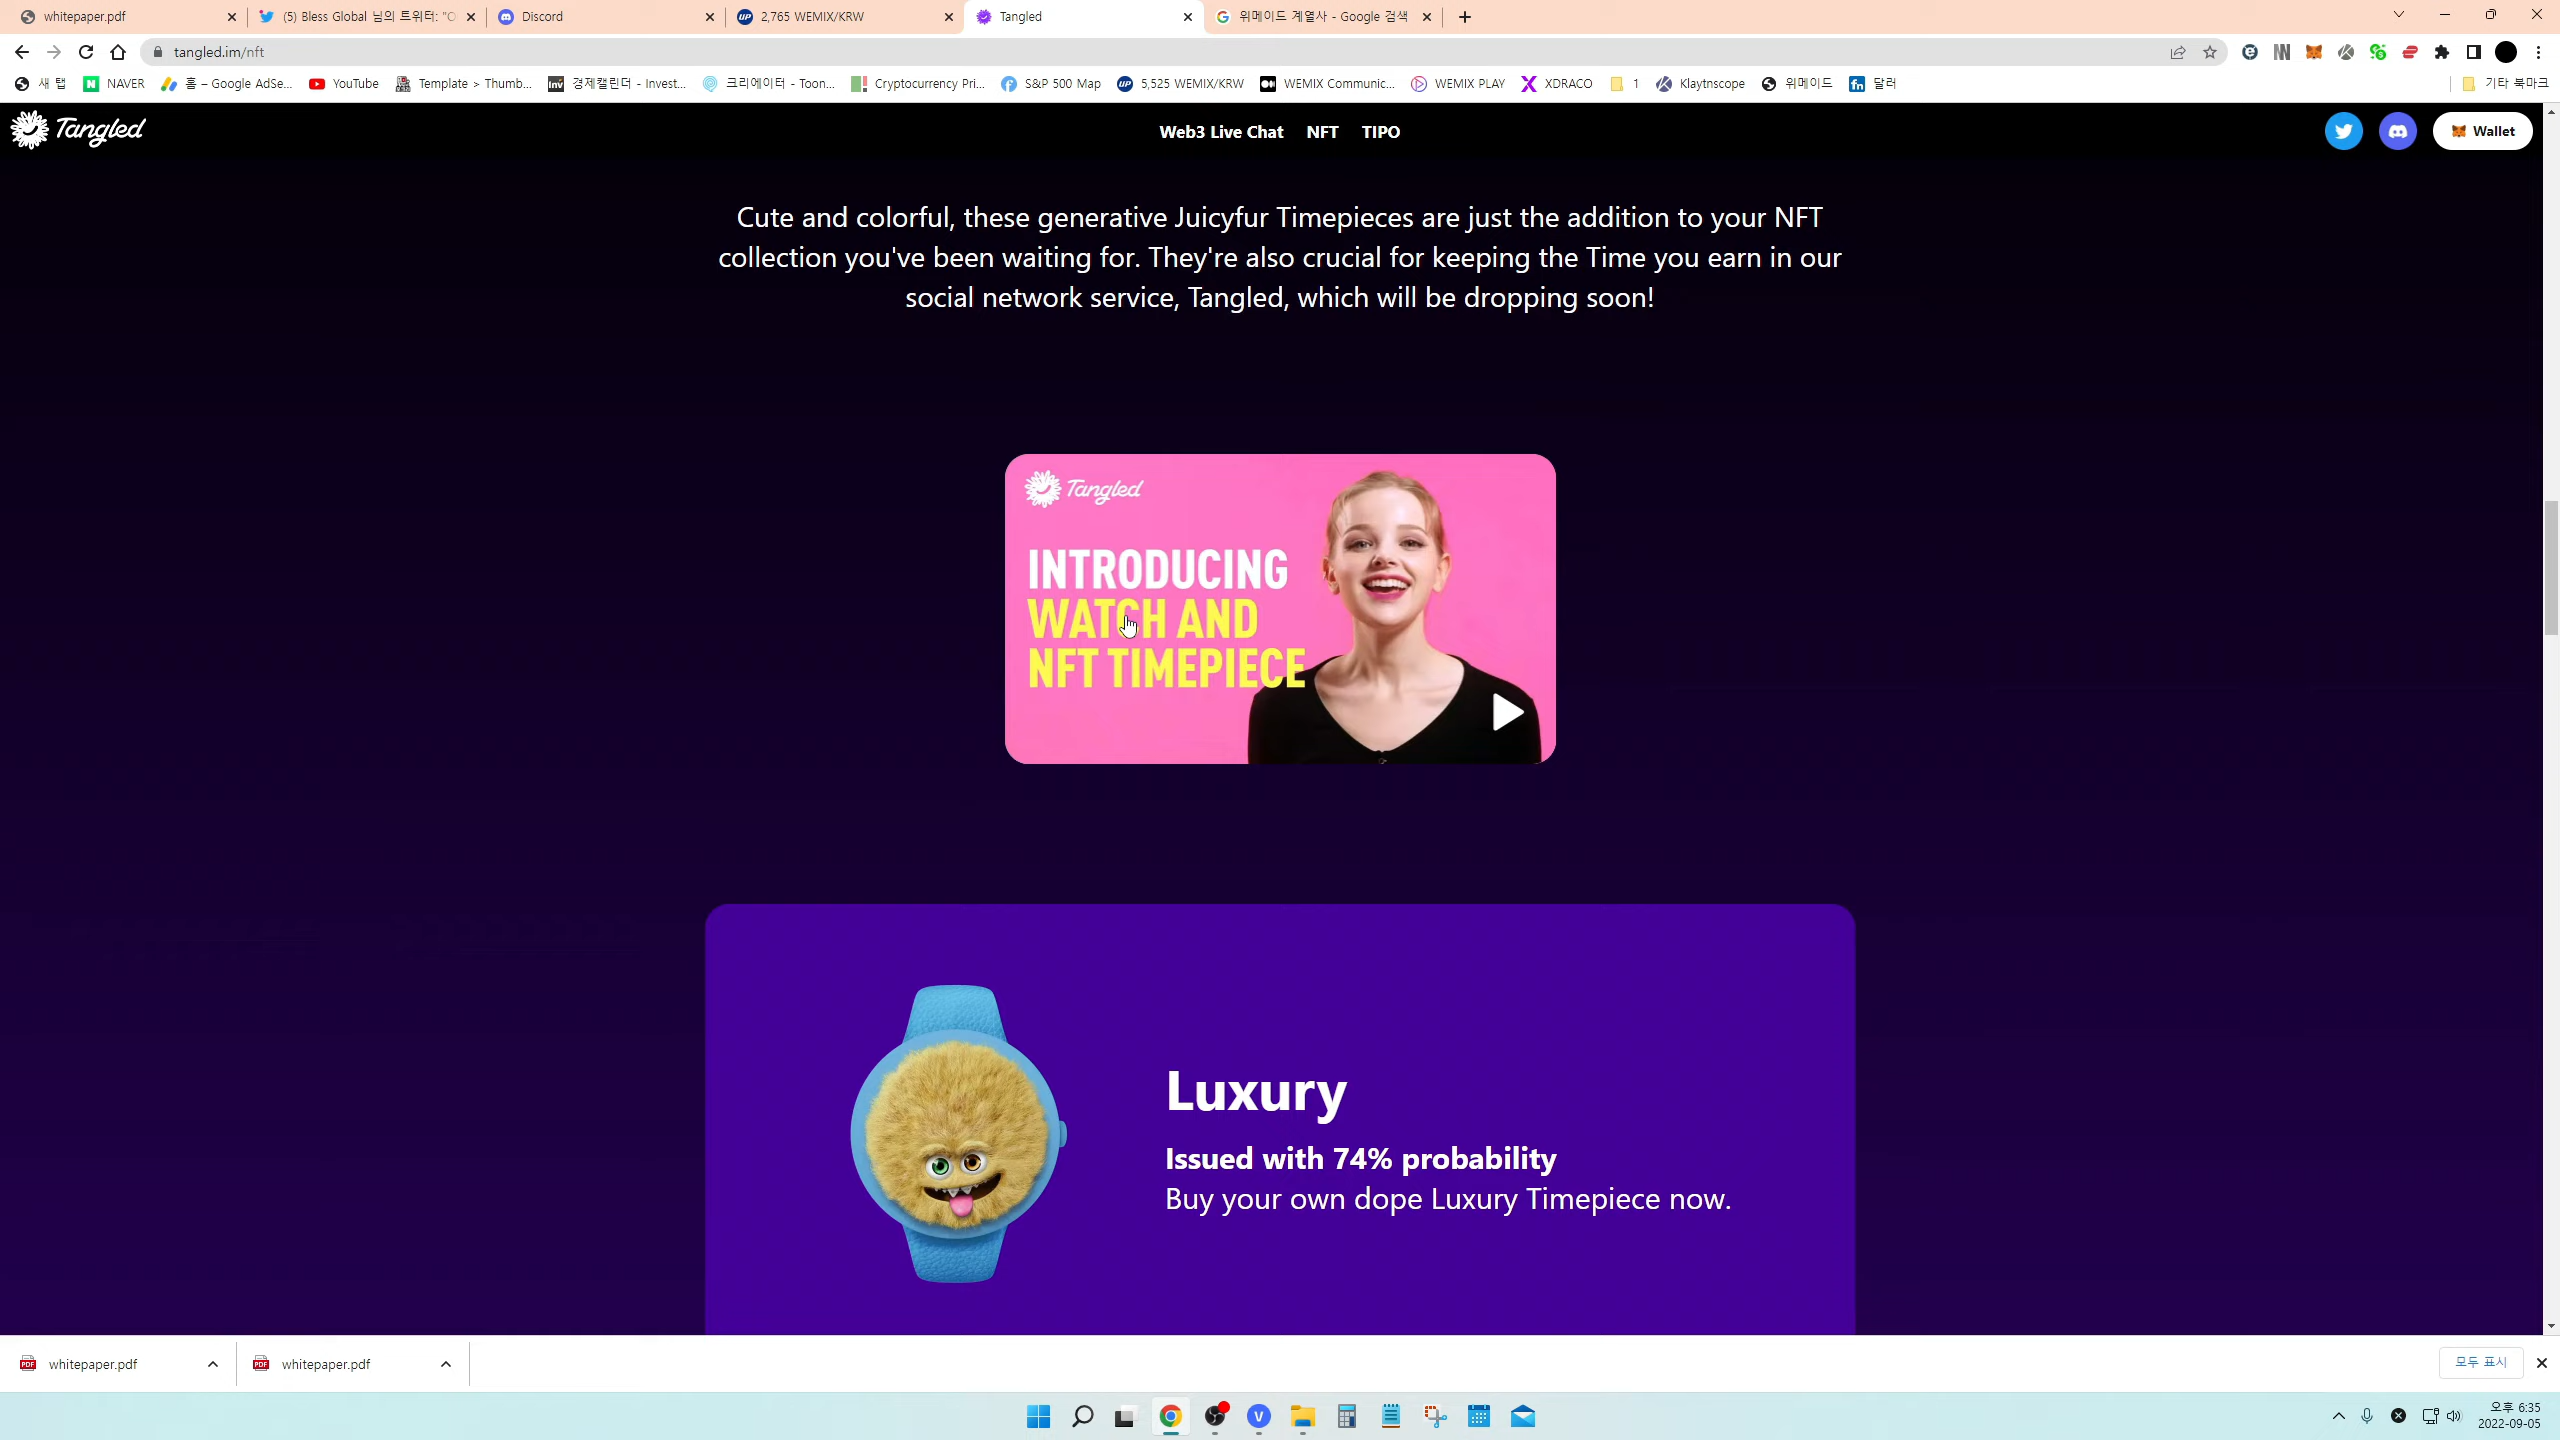 whitepaper.pdf
(5) Bless Global 님의 트위터: "O
Discord
2,765 WEMIX/KRW
Tangled
위메이드 계열사 - Google 검색
tangled.im/nft
새 탭
NAVER
홈 – Google AdSe...
YouTube
Template > Thumb...
경제캘린더 - Invest...
크리에이터 - Toon...
Cryptocurrency Pri...
S&P 500 Map
5,525 WEMIX/KRW
WEMIX Communic...
WEMIX PLAY
XDRACO
1
Klaytnscope
위메이드
달러
기타 북마크
Tangled
Web3 Live Chat
NFT
TIPO
Wallet
Cute and colorful, these generative Juicyfur Timepieces are just the addition to your NFT
collection you've been waiting for. They're also crucial for keeping the Time you earn in our
social network service, Tangled, which will be dropping soon!
Tangled
INTRODUCING
WATCH AND
NFT TIMEPIECE
Luxury
Issued with 74% probability
Buy your own dope Luxury Timepiece now.
whitepaper.pdf
whitepaper.pdf
모두 표시
오후 6:35
2022-09-05